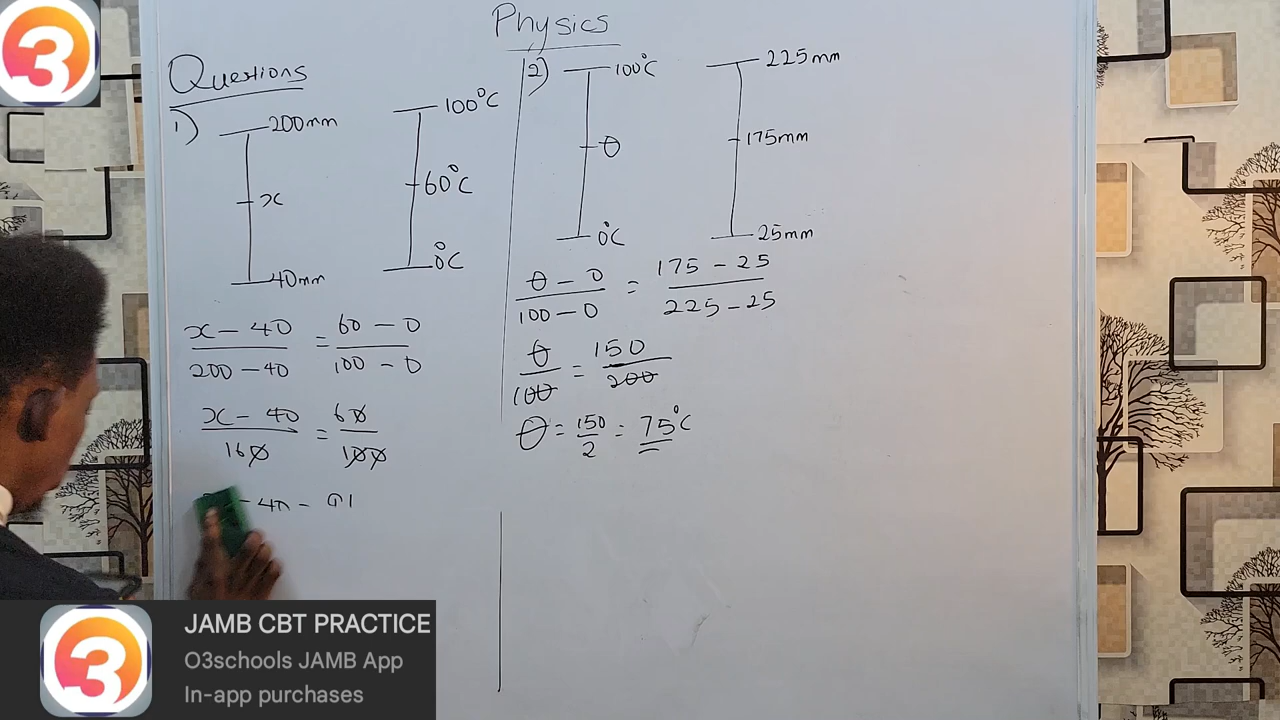 Physics
Questions
1)
200mm
x
40mm
100°C
60°C
0°C
x - 40 / 200 - 40 = 60 - 0 / 100 - 0
x - 40 / 160 = 60 / 100
- 40 -
2)
100°C
θ
0°C
225mm
175mm
25mm
θ - 0 / 100 - 0 = 175 - 25 / 225 - 25
θ / 100 = 150 / 200
θ = 150 / 2 = 75°C
3
3
JAMB CBT PRACTICE
O3schools JAMB App
In-app purchases